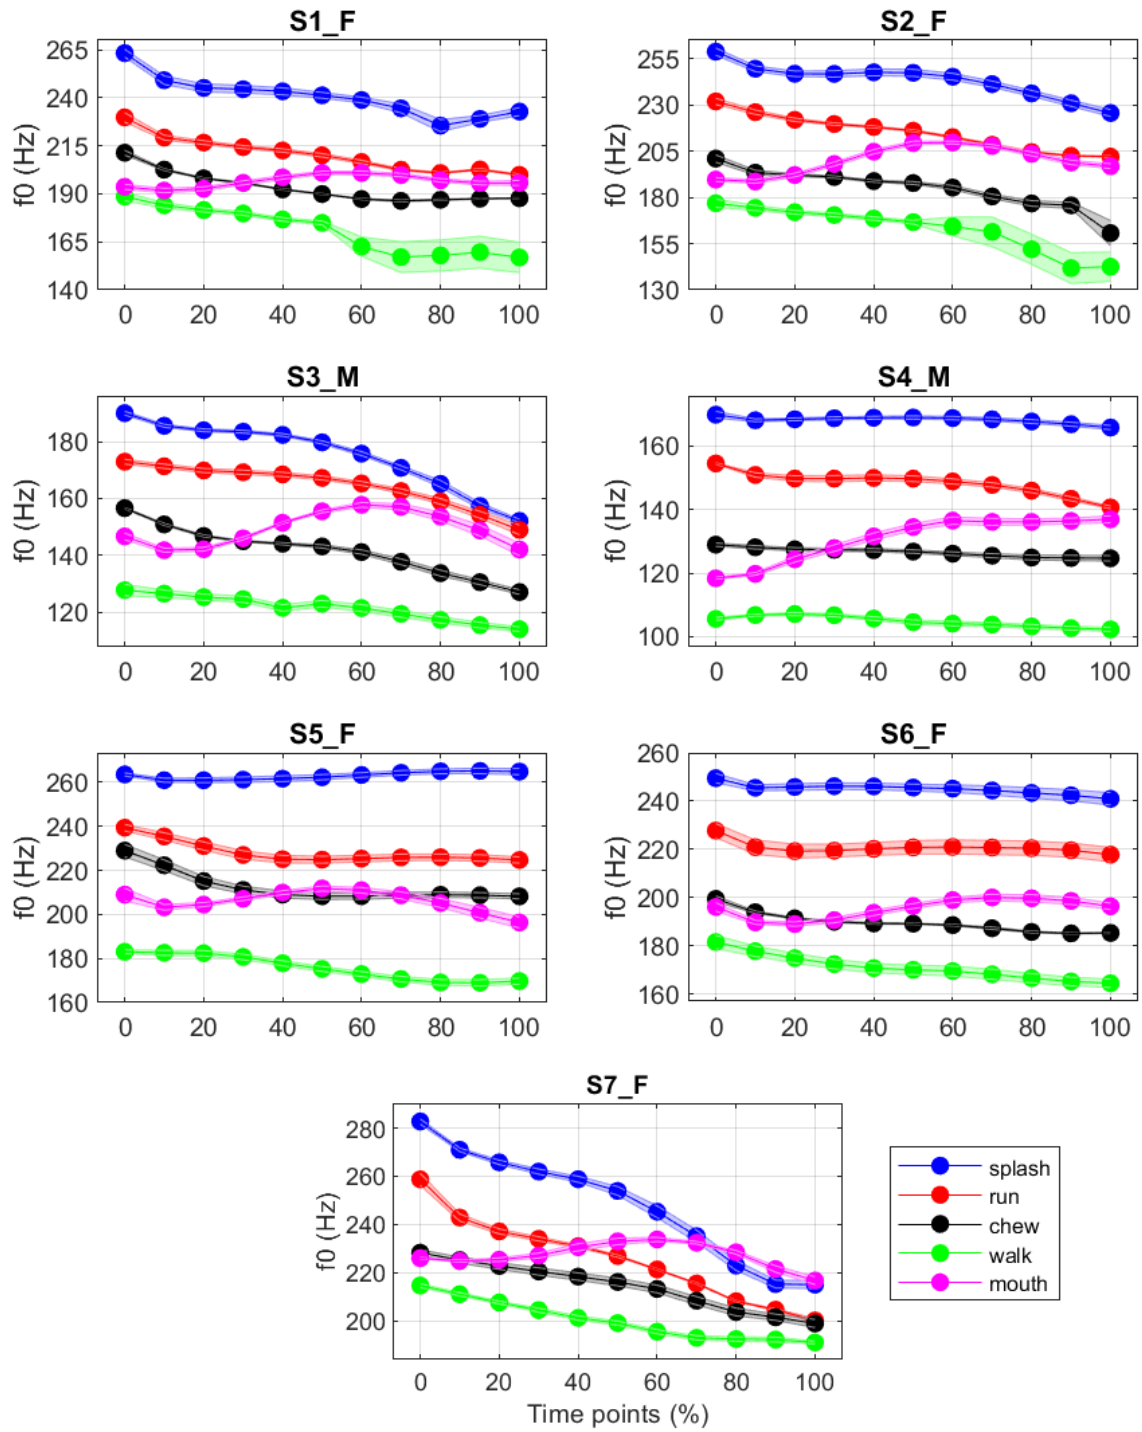 S1_F
265
240
215
190
165
140
f0 (Hz)
0 20 40 60 80 100
S2_F
255
230
205
180
155
130
f0 (Hz)
0 20 40 60 80 100
S3_M
180
160
140
120
f0 (Hz)
0 20 40 60 80 100
S4_M
160
140
120
100
f0 (Hz)
0 20 40 60 80 100
S5_F
260
240
220
200
180
160
f0 (Hz)
0 20 40 60 80 100
S6_F
260
240
220
200
180
160
f0 (Hz)
0 20 40 60 80 100
S7_F
280
260
240
220
200
f0 (Hz)
0 20 40 60 80 100
Time points (%)
splash
run
chew
walk
mouth